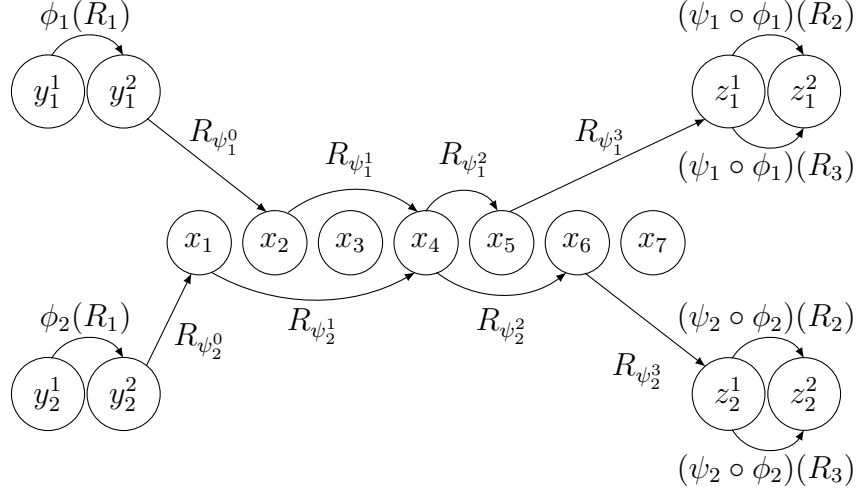 ϕ₁(R₁)
(ψ₁ ∘ ϕ₁)(R₂)
y₁¹ y₁² z₁¹ z₁²
R_{ψ₁⁰} R_{ψ₁¹} R_{ψ₁²} R_{ψ₁³}
(ψ₁ ∘ ϕ₁)(R₃)
x₁ x₂ x₃ x₄ x₅ x₆ x₇
ϕ₂(R₁) R_{ψ₂⁰} R_{ψ₂¹} R_{ψ₂²} (ψ₂ ∘ ϕ₂)(R₂)
R_{ψ₂³}
y₂¹ y₂² z₂¹ z₂²
(ψ₂ ∘ ϕ₂)(R₃)